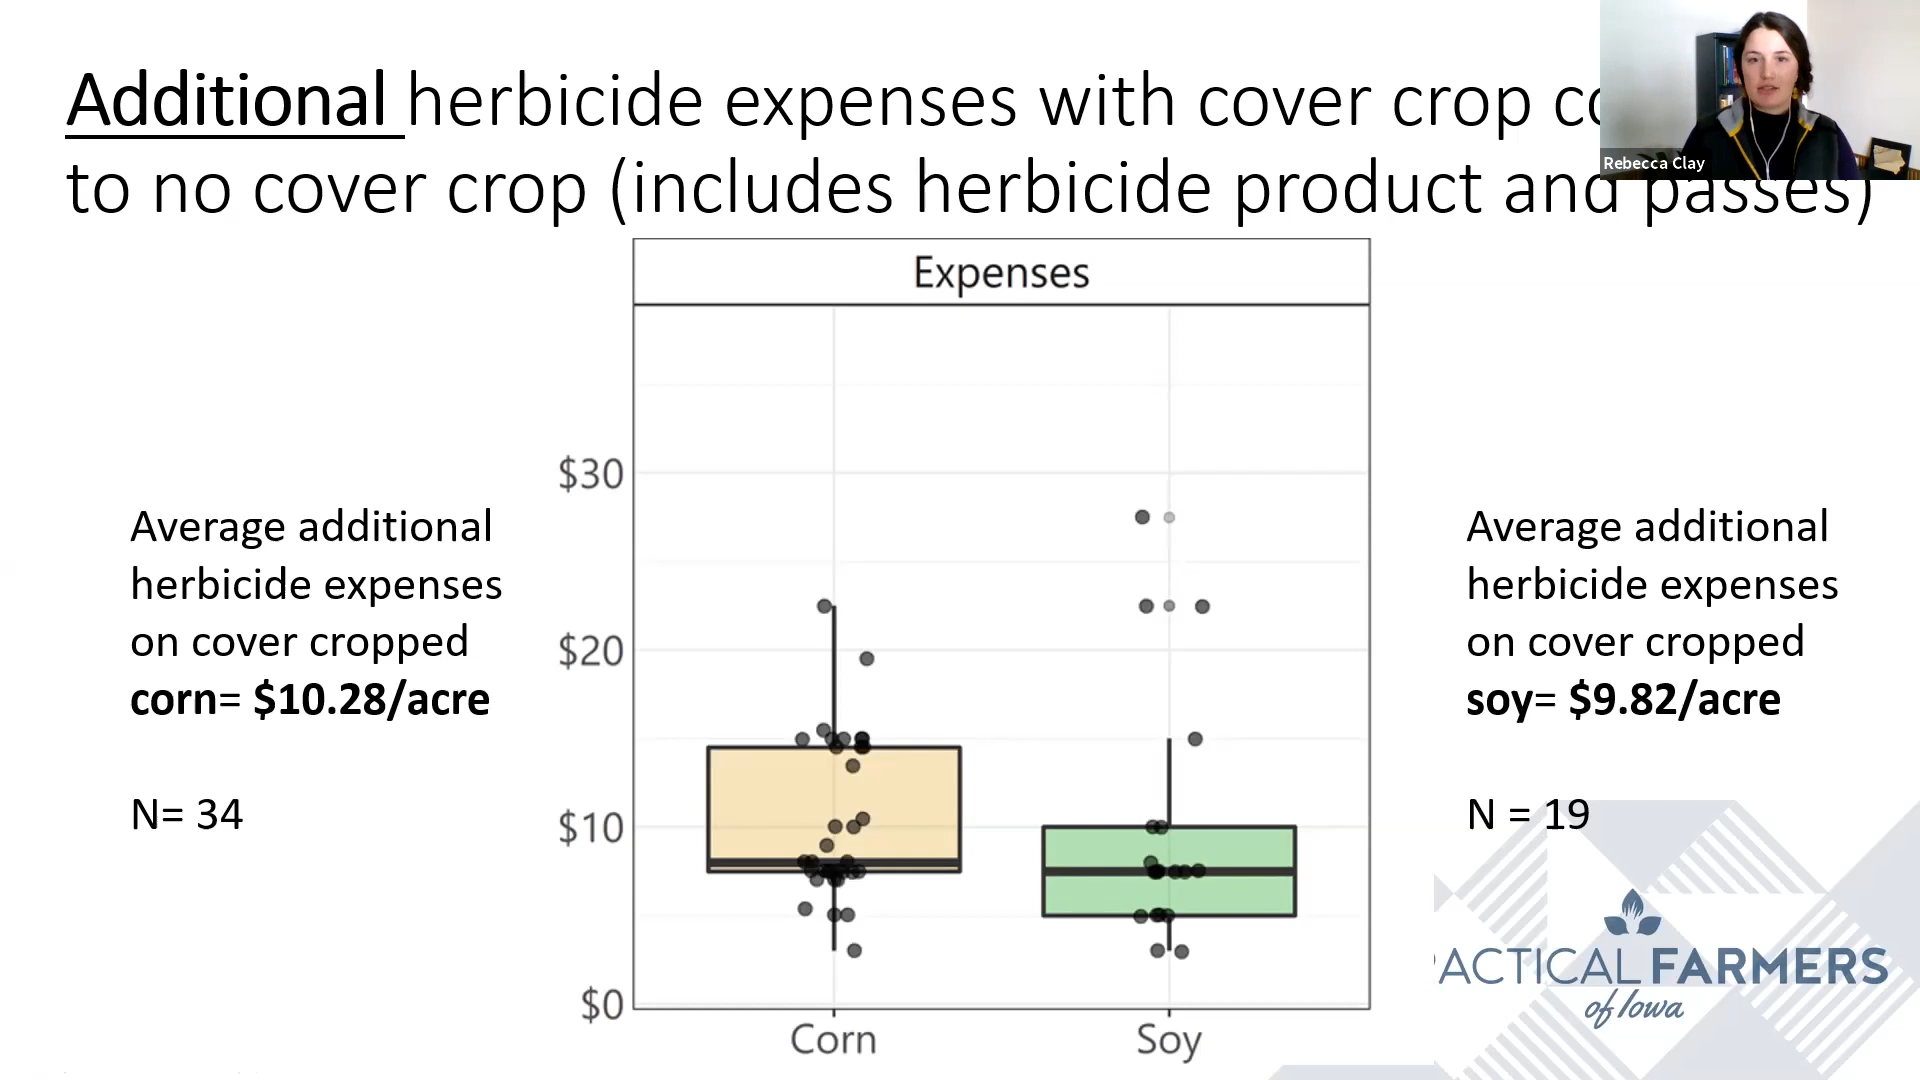 Additional herbicide expenses with cover crop
to no cover crop (includes herbicide product and passes)
Rebecca Clay
Expenses
$30
$20
$10
$0
Corn
Soy
Average additional
herbicide expenses
on cover cropped
corn= $10.28/acre
N= 34
Average additional
herbicide expenses
on cover cropped
soy= $9.82/acre
N = 19
ACTICAL FARMERS
of Iowa